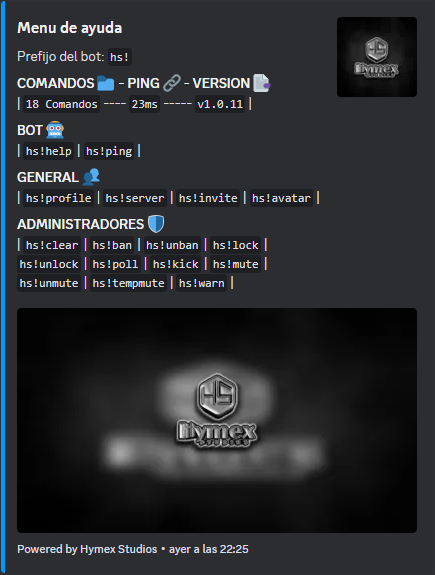 Menu de ayuda
Prefijo del bot: hs!
COMANDOS 📁 - PING 🔗 - VERSION
| 18 Comandos ---- 23ms ----- v1.0.11 |
BOT 🤖
| hs!help | hs!ping |
GENERAL 👥
| hs!profile | hs!server | hs!invite | hs!avatar |
ADMINISTRADORES 🛡️
| hs!clear | hs!ban | hs!unban | hs!lock |
hs!unlock | hs!poll | hs!kick | hs!mute |
hs!unmute | hs!tempmute | hs!warn |
HS
Hymex
STUDIOS
Powered by Hymex Studios • ayer a las 22:25